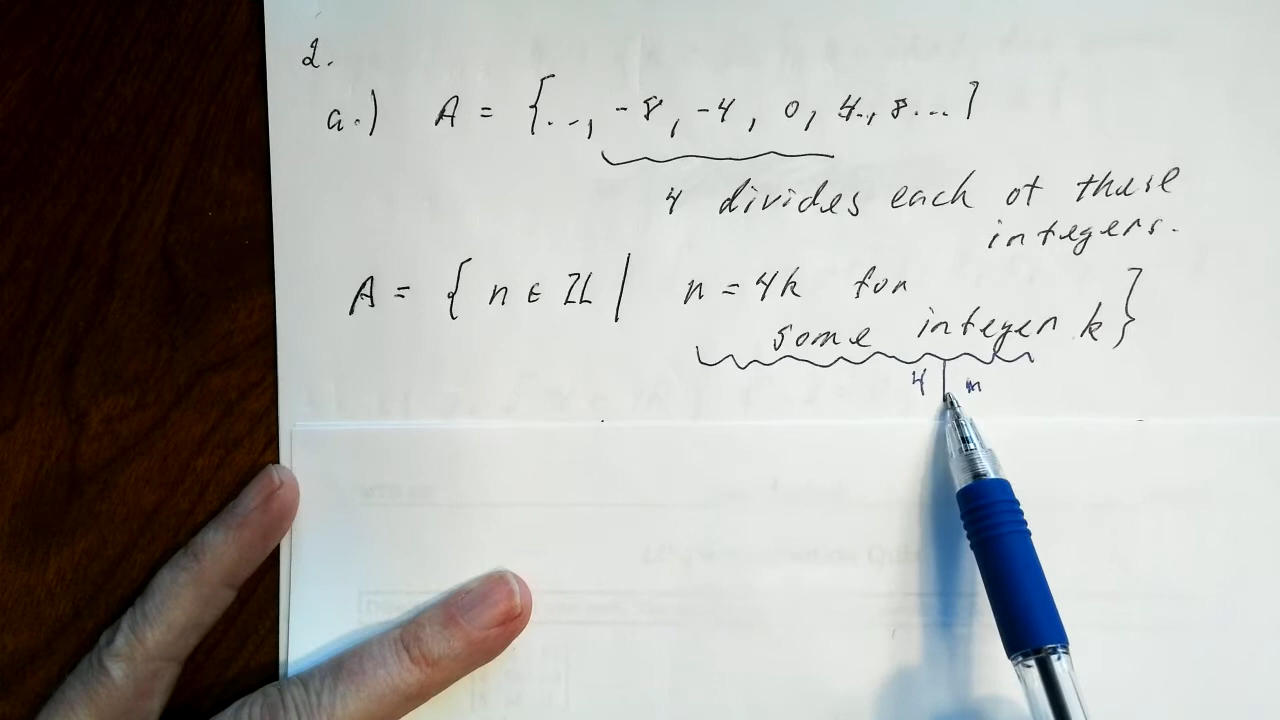 2.
a.) A = {..., -8, -4, 0, 4, 8...}
4 divides each of these
integers.
A = { n ∈ ℤ | n = 4k for
some integer k }
4 | n